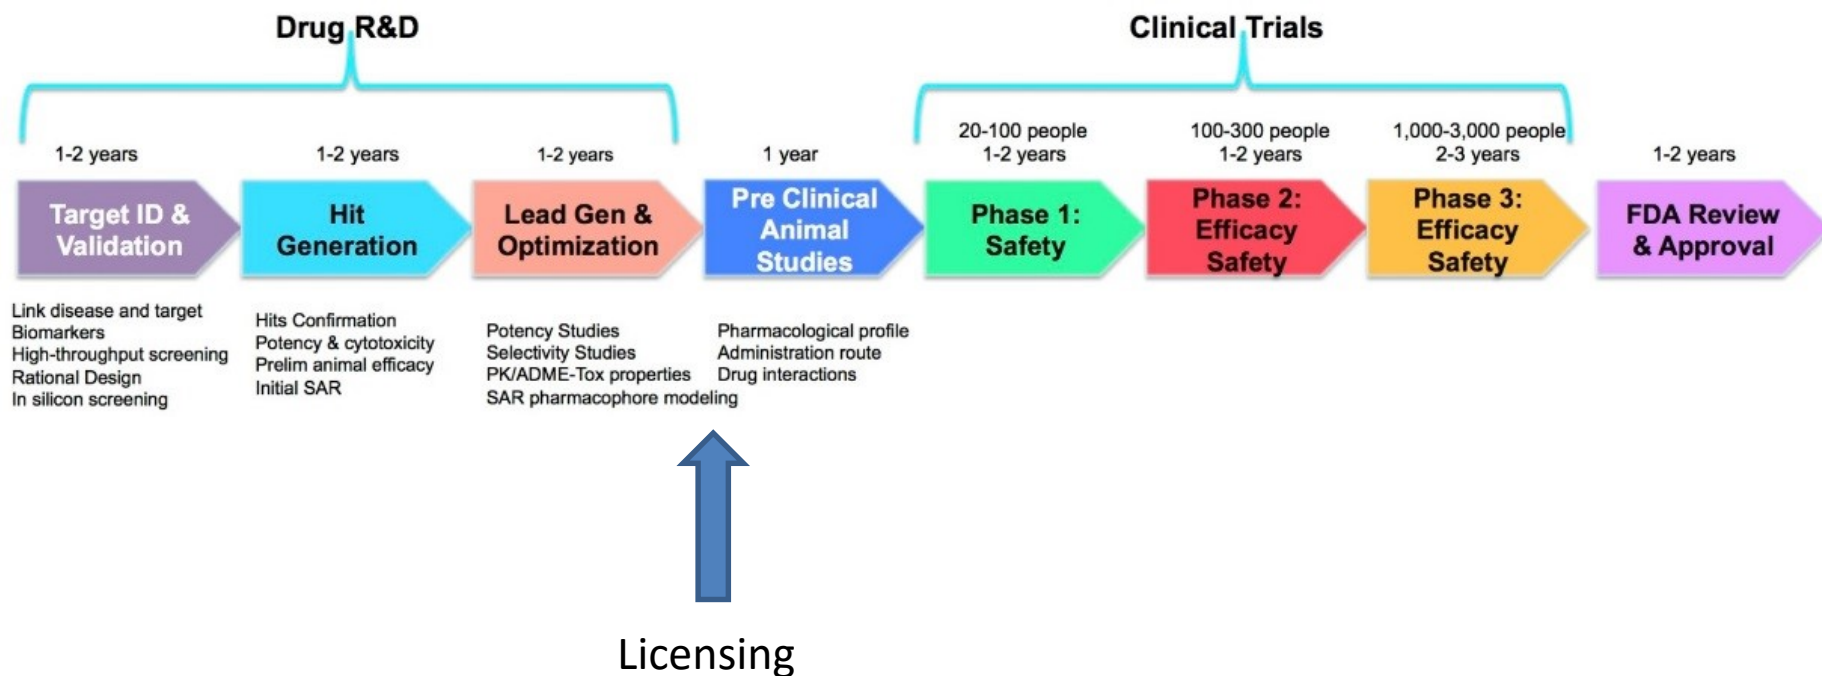 Drug R&D
Clinical Trials
1-2 years
1-2 years
1-2 years
1 year
20-100 people
1-2 years
100-300 people
1-2 years
1,000-3,000 people
2-3 years
1-2 years
Target ID &
Validation
Hit
Generation
Lead Gen &
Optimization
Pre Clinical
Animal
Studies
Phase 1:
Safety
Phase 2:
Efficacy
Safety
Phase 3:
Efficacy
Safety
FDA Review
& Approval
Link disease and target
Biomarkers
High-throughput screening
Rational Design
In silicon screening
Hits Confirmation
Potency & cytotoxicity
Prelim animal efficacy
Initial SAR
Potency Studies
Selectivity Studies
PK/ADME-Tox properties
SAR pharmacophore modeling
Pharmacological profile
Administration route
Drug interactions
Licensing